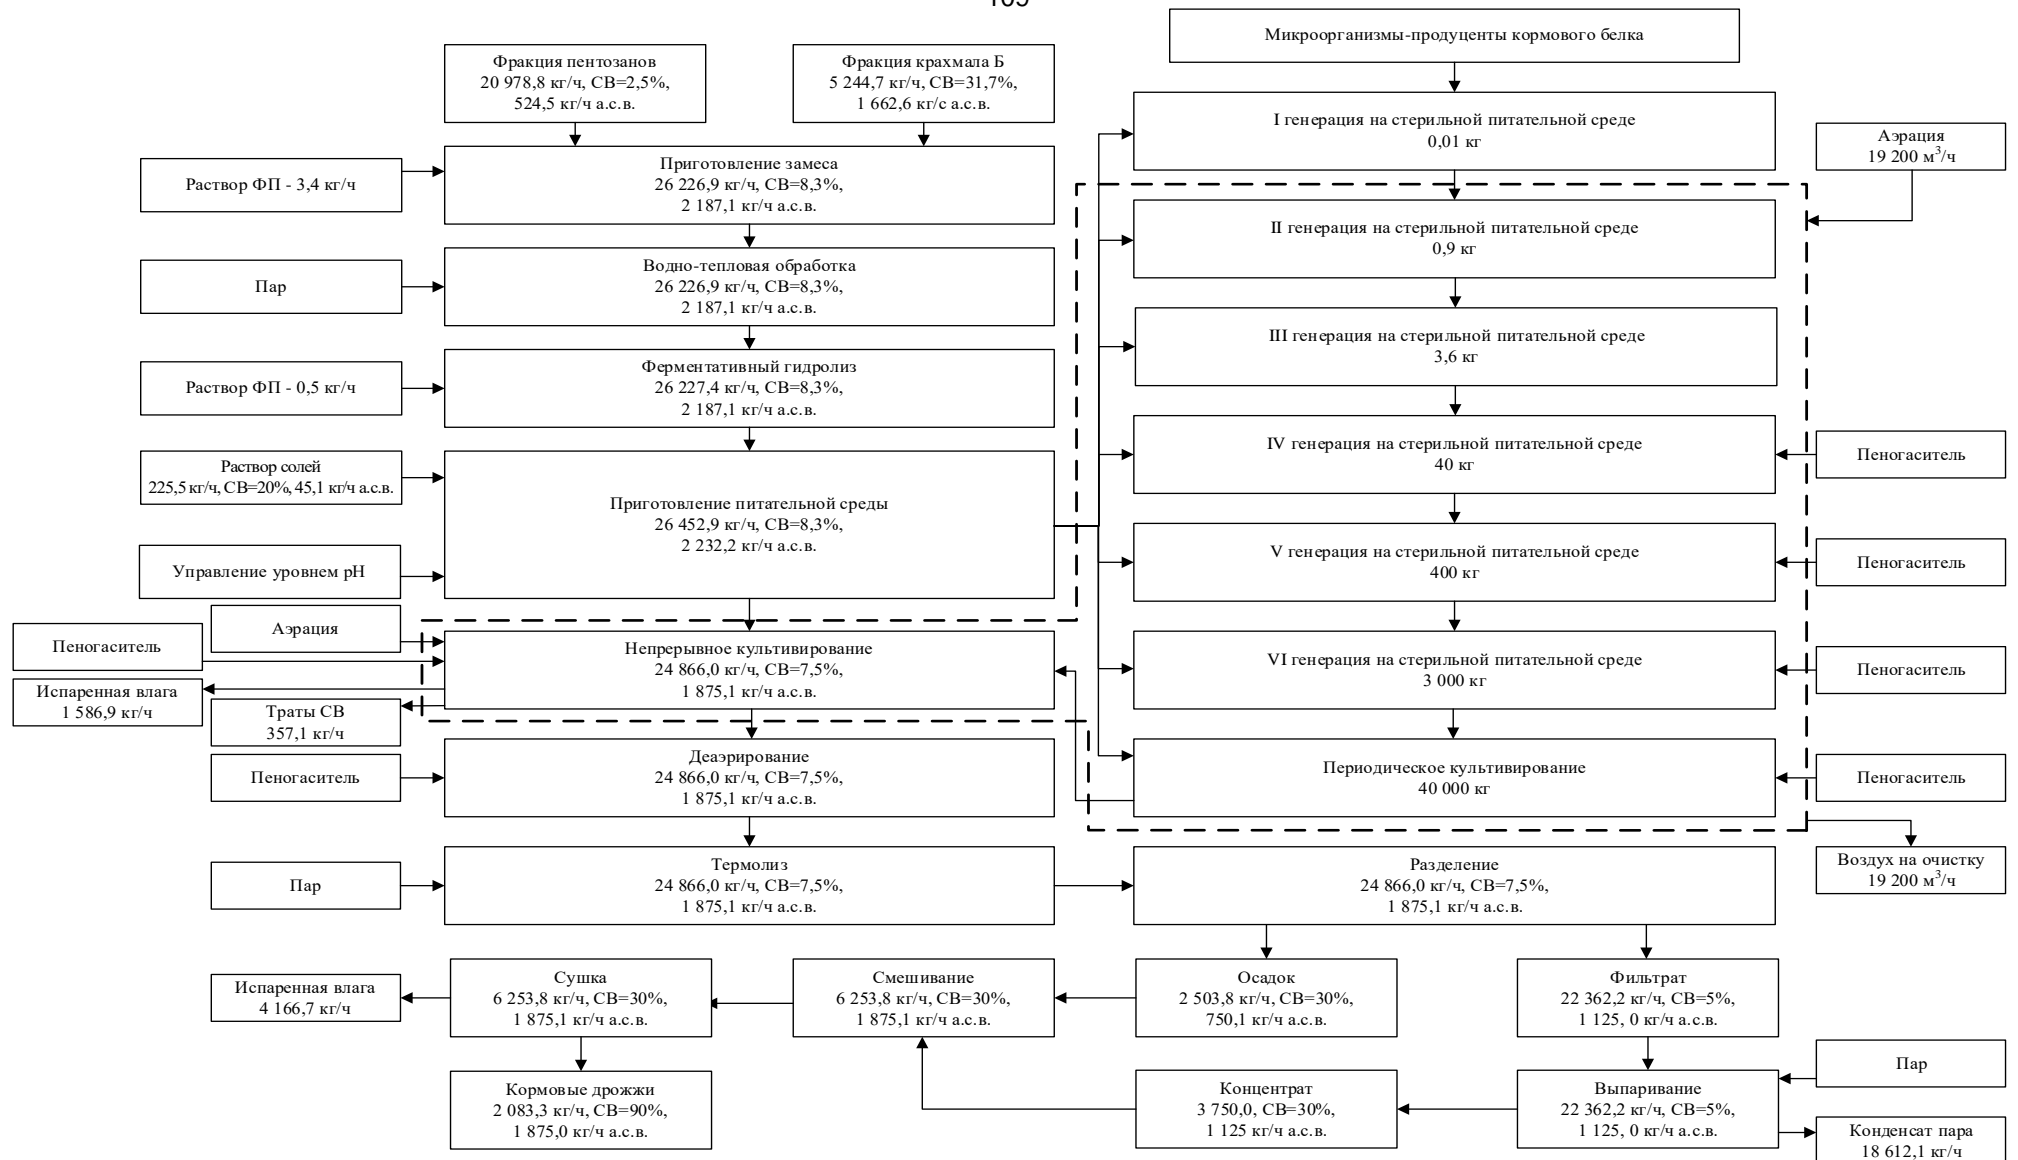 Микроорганизмы-продуценты кормового белка
Фракция пентозанов
20 978,8 кг/ч, СВ=2,5%,
524,5 кг/ч а.с.в.
Фракция крахмала Б
5 244,7 кг/ч, СВ=31,7%,
1 662,6 кг/с а.с.в.
Раствор ФП - 3,4 кг/ч
Приготовление замеса
26 226,9 кг/ч, СВ=8,3%,
2 187,1 кг/ч а.с.в.
Пар
Водно-тепловая обработка
26 226,9 кг/ч, СВ=8,3%,
2 187,1 кг/ч а.с.в.
Раствор ФП - 0,5 кг/ч
Ферментативный гидролиз
26 227,4 кг/ч, СВ=8,3%,
2 187,1 кг/ч а.с.в.
Раствор солей
225,5 кг/ч, СВ=20%, 45,1 кг/ч а.с.в.
Управление уровнем pH
Приготовление питательной среды
26 452,9 кг/ч, СВ=8,3%,
2 232,2 кг/ч а.с.в.
I генерация на стерильной питательной среде
0,01 кг
Аэрация
19 200 м³/ч
II генерация на стерильной питательной среде
0,9 кг
III генерация на стерильной питательной среде
3,6 кг
IV генерация на стерильной питательной среде
40 кг
Пеногаситель
V генерация на стерильной питательной среде
400 кг
Пеногаситель
VI генерация на стерильной питательной среде
3 000 кг
Пеногаситель
Периодическое культивирование
40 000 кг
Пеногаситель
Воздух на очистку
19 200 м³/ч
Аэрация
Пеногаситель
Испаренная влага
1 586,9 кг/ч
Траты СВ
357,1 кг/ч
Непрерывное культивирование
24 866,0 кг/ч, СВ=7,5%,
1 875,1 кг/ч а.с.в.
Пеногаситель
Деаэрирование
24 866,0 кг/ч, СВ=7,5%,
1 875,1 кг/ч а.с.в.
Пар
Термолиз
24 866,0 кг/ч, СВ=7,5%,
1 875,1 кг/ч а.с.в.
Разделение
24 866,0 кг/ч, СВ=7,5%,
1 875,1 кг/ч а.с.в.
Испаренная влага
4 166,7 кг/ч
Сушка
6 253,8 кг/ч, СВ=30%,
1 875,1 кг/ч а.с.в.
Смешивание
6 253,8 кг/ч, СВ=30%,
1 875,1 кг/ч а.с.в.
Осадок
2 503,8 кг/ч, СВ=30%,
750,1 кг/ч а.с.в.
Фильтрат
22 362,2 кг/ч, СВ=5%,
1 125, 0 кг/ч а.с.в.
Кормовые дрожжи
2 083,3 кг/ч, СВ=90%,
1 875,0 кг/ч а.с.в.
Концентрат
3 750,0, СВ=30%,
1 125 кг/ч а.с.в.
Выпаривание
22 362,2 кг/ч, СВ=5%,
1 125, 0 кг/ч а.с.в.
Пар
Конденсат пара
18 612,1 кг/ч